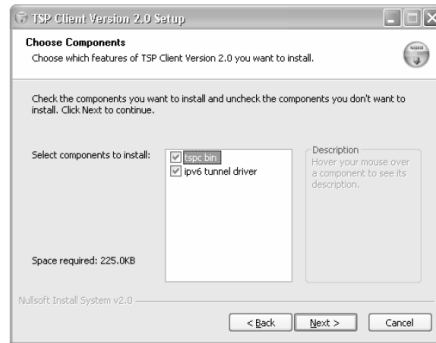 TSP Client Version 2.0 Setup
Choose Components
Choose which features of TSP Client Version 2.0 you want to install.
Check the components you want to install and uncheck the components you don't want to
install. Click Next to continue.
Select components to install:
tspc bin
ipv6 tunnel driver
Description
Hover your mouse over
a component to see its
description.
Space required: 225.0KB
Nullsoft Install System v2.0
< Back
Next >
Cancel